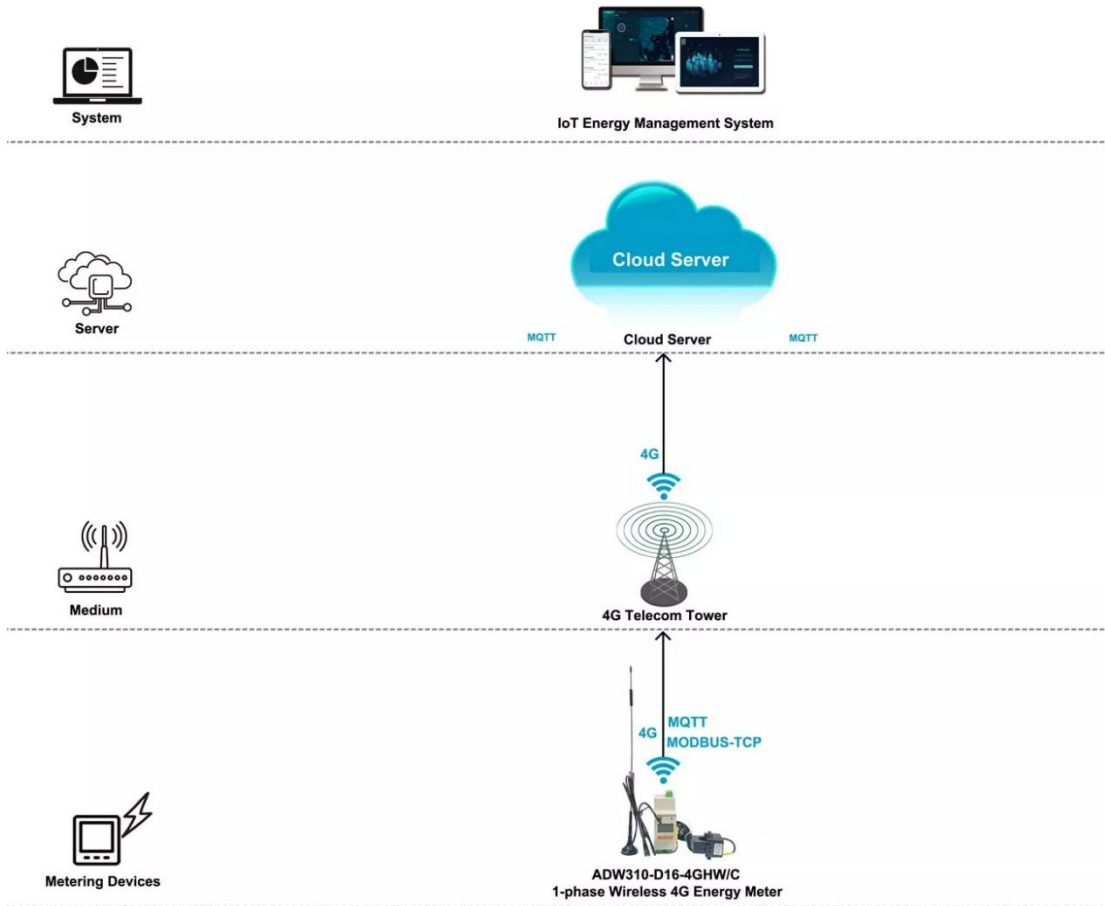 System
IoT Energy Management System
Cloud Server
Server
MQTT
Cloud Server
MQTT
4G
Medium
4G Telecom Tower
4G
MQTT
MODBUS-TCP
Metering Devices
ADW310-D16-4GHW/C
1-phase Wireless 4G Energy Meter